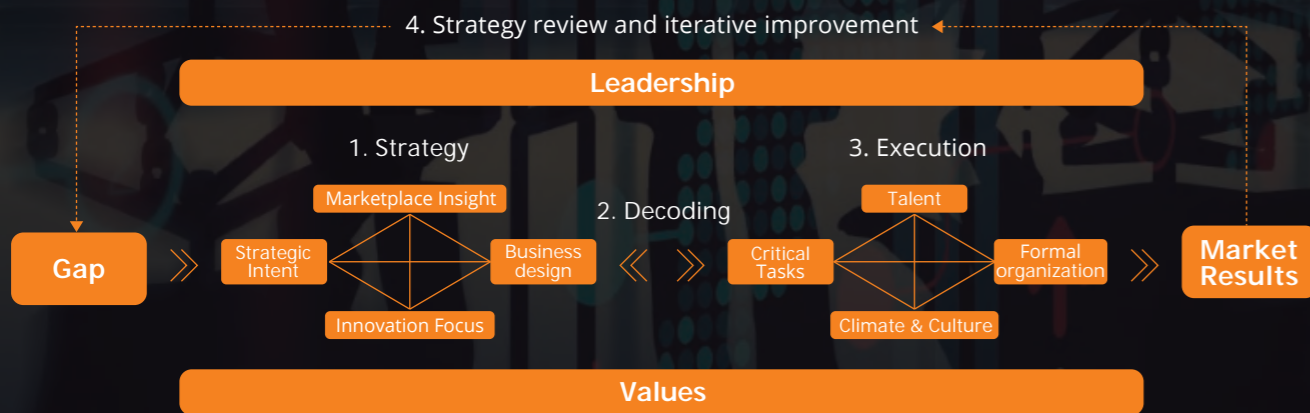 4. Strategy review and iterative improvement
Leadership
1. Strategy
3. Execution
Marketplace Insight
Talent
2. Decoding
Gap
Strategic
Intent
Business
design
Critical
Tasks
Formal
organization
Market
Results
Innovation Focus
Climate & Culture
Values